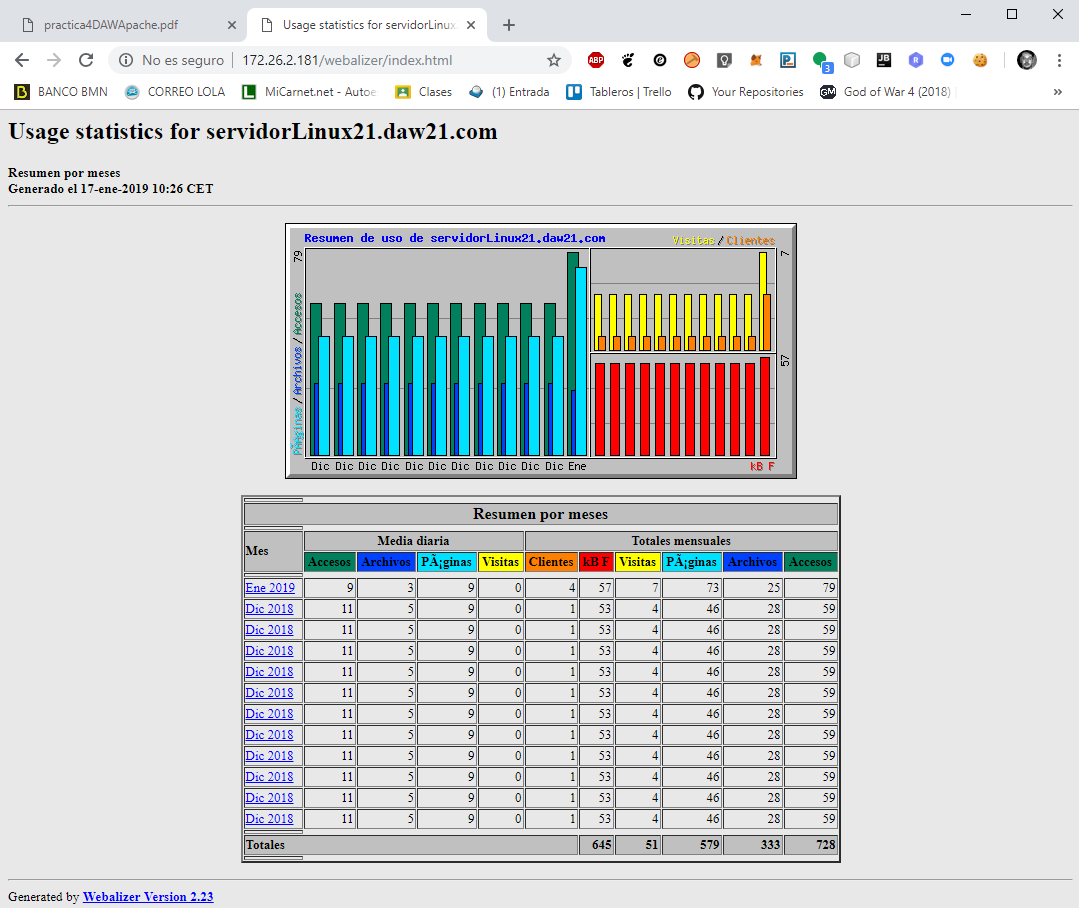 practica4DAWApache.pdf
Usage statistics for servidorLinux
No es seguro
172.26.2.181/webalizer/index.html
ABP
3
JB
R
BANCO BMN
CORREO LOLA
MiCarnet.net - Autoe
Clases
(1) Entrada
Tableros | Trello
Your Repositories
GM
God of War 4 (2018)
»
Usage statistics for servidorLinux21.daw21.com
Resumen por meses
Generado el 17-ene-2019 10:26 CET
Resumen de uso de servidorLinux21.daw21.com
Visitas / Clientes
79
7
57
PÃ¡ginas / Archivos / Accesos
Dic Dic Dic Dic Dic Dic Dic Dic Dic Dic Dic Ene
kB F
Resumen por meses
Mes
Media diaria
Totales mensuales
Accesos Archivos PÃ¡ginas Visitas Clientes kB F Visitas PÃ¡ginas Archivos Accesos
Ene 2019 9 3 9 0 4 57 7 73 25 79
Dic 2018 11 5 9 0 1 53 4 46 28 59
Dic 2018 11 5 9 0 1 53 4 46 28 59
Dic 2018 11 5 9 0 1 53 4 46 28 59
Dic 2018 11 5 9 0 1 53 4 46 28 59
Dic 2018 11 5 9 0 1 53 4 46 28 59
Dic 2018 11 5 9 0 1 53 4 46 28 59
Dic 2018 11 5 9 0 1 53 4 46 28 59
Dic 2018 11 5 9 0 1 53 4 46 28 59
Dic 2018 11 5 9 0 1 53 4 46 28 59
Dic 2018 11 5 9 0 1 53 4 46 28 59
Dic 2018 11 5 9 0 1 53 4 46 28 59
Totales 645 51 579 333 728
Generated by Webalizer Version 2.23